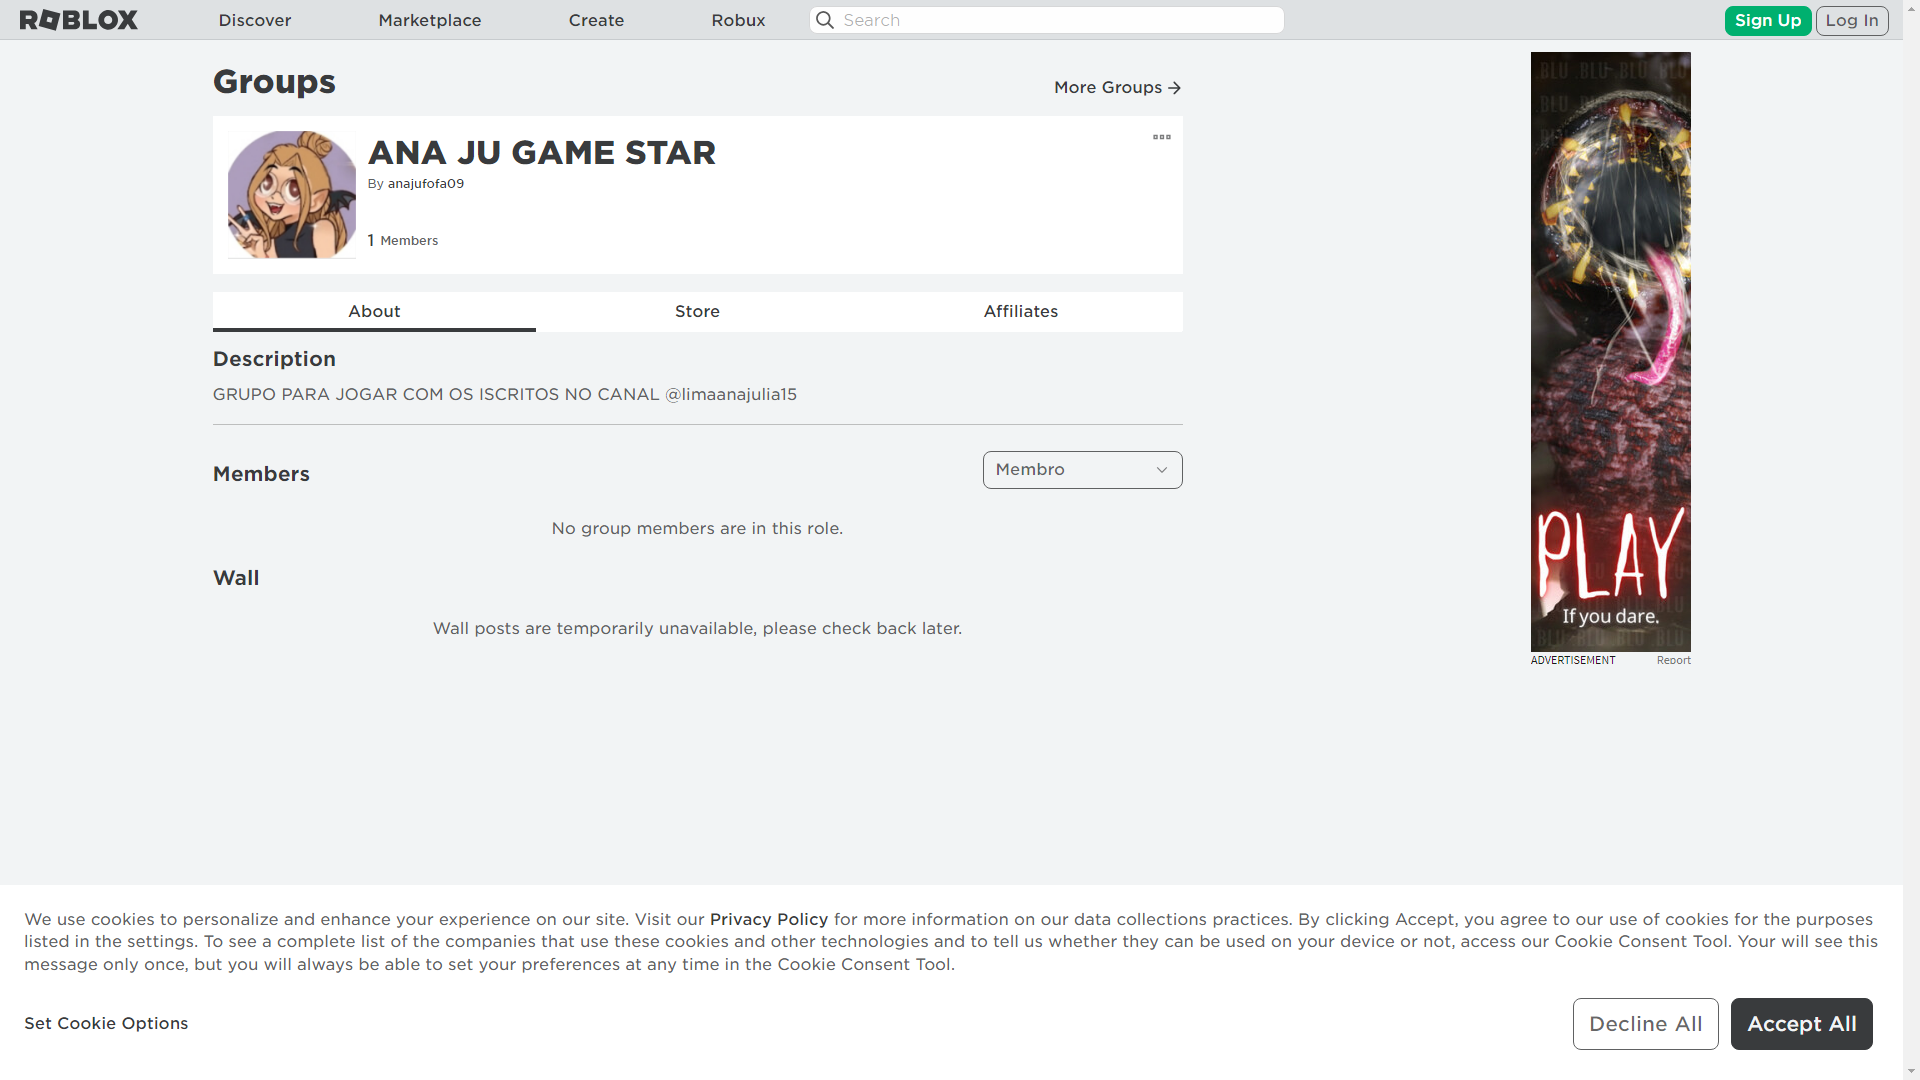 ROBLOX
Discover
Marketplace
Create
Robux
Search
Sign Up
Log In
Groups
More Groups
ANA JU GAME STAR
By anajufofa09
1 Members
About
Store
Affiliates
Description
GRUPO PARA JOGAR COM OS ISCRITOS NO CANAL @limaanajulia15
Members
Membro
No group members are in this role.
Wall
Wall posts are temporarily unavailable, please check back later.
PLAY
If you dare.
ADVERTISEMENT
Report
We use cookies to personalize and enhance your experience on our site. Visit our Privacy Policy for more information on our data collections practices. By clicking Accept, you agree to our use of cookies for the purposes
listed in the settings. To see a complete list of the companies that use these cookies and other technologies and to tell us whether they can be used on your device or not, access our Cookie Consent Tool. Your will see this
message only once, but you will always be able to set your preferences at any time in the Cookie Consent Tool.
Set Cookie Options
Decline All
Accept All